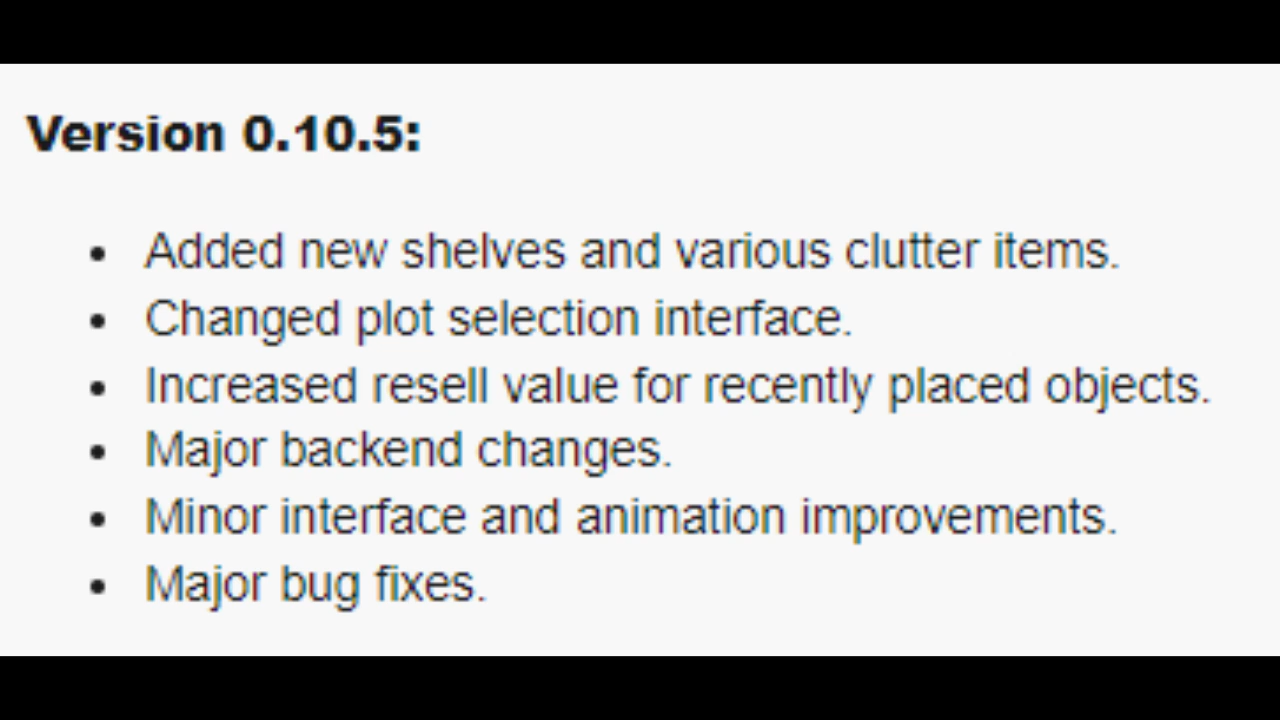 Version 0.10.5:
• Added new shelves and various clutter items.
• Changed plot selection interface.
• Increased resell value for recently placed objects.
• Major backend changes.
• Minor interface and animation improvements.
• Major bug fixes.